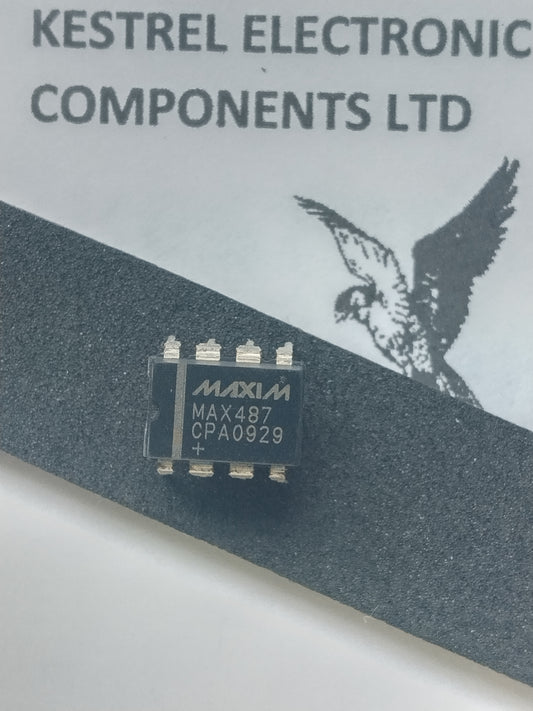 KESTREL ELECTRONIC
COMPONENTS LTD
MAXIM
MAX487
CPA0929
+